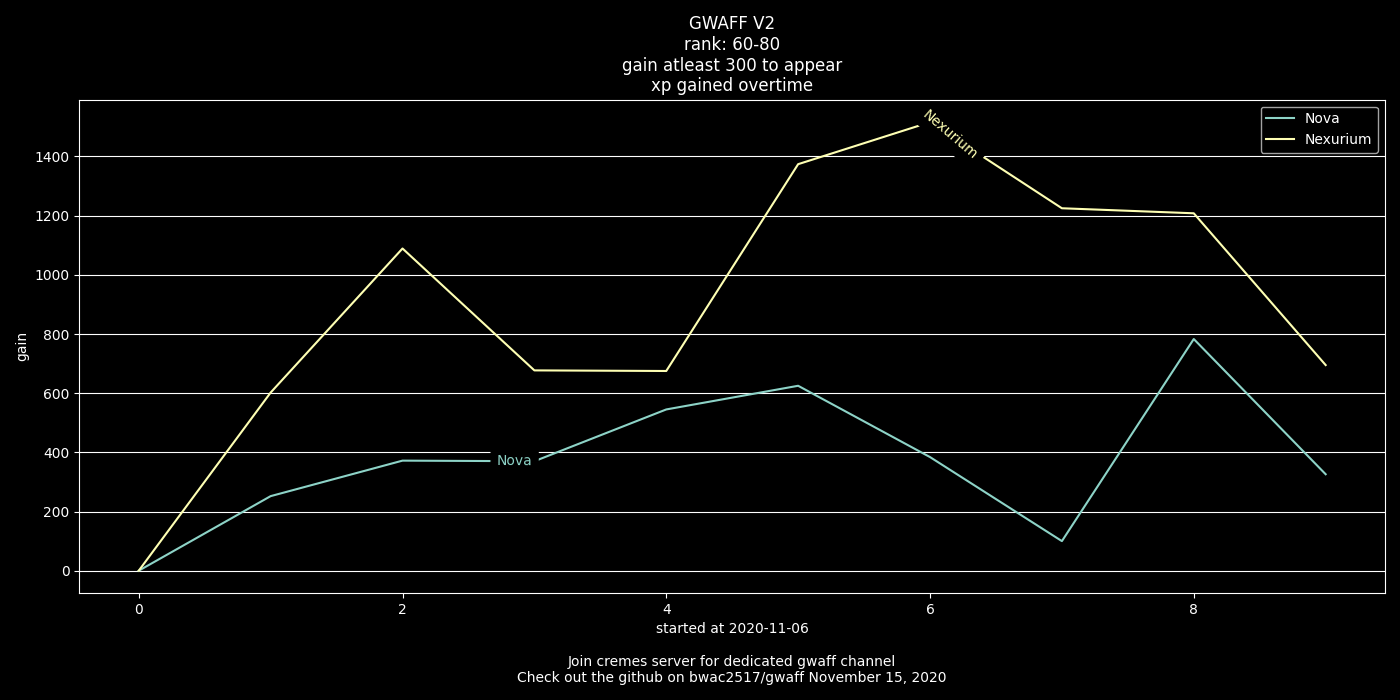 GWAFF V2
rank: 60-80
gain atleast 300 to appear
xp gained overtime
Nova
Nexurium
Nexurium
Nova
1400
1200
1000
800
600
400
200
0
gain
0 2 4 6 8
started at 2020-11-06
Join cremes server for dedicated gwaff channel
Check out the github on bwac2517/gwaff November 15, 2020